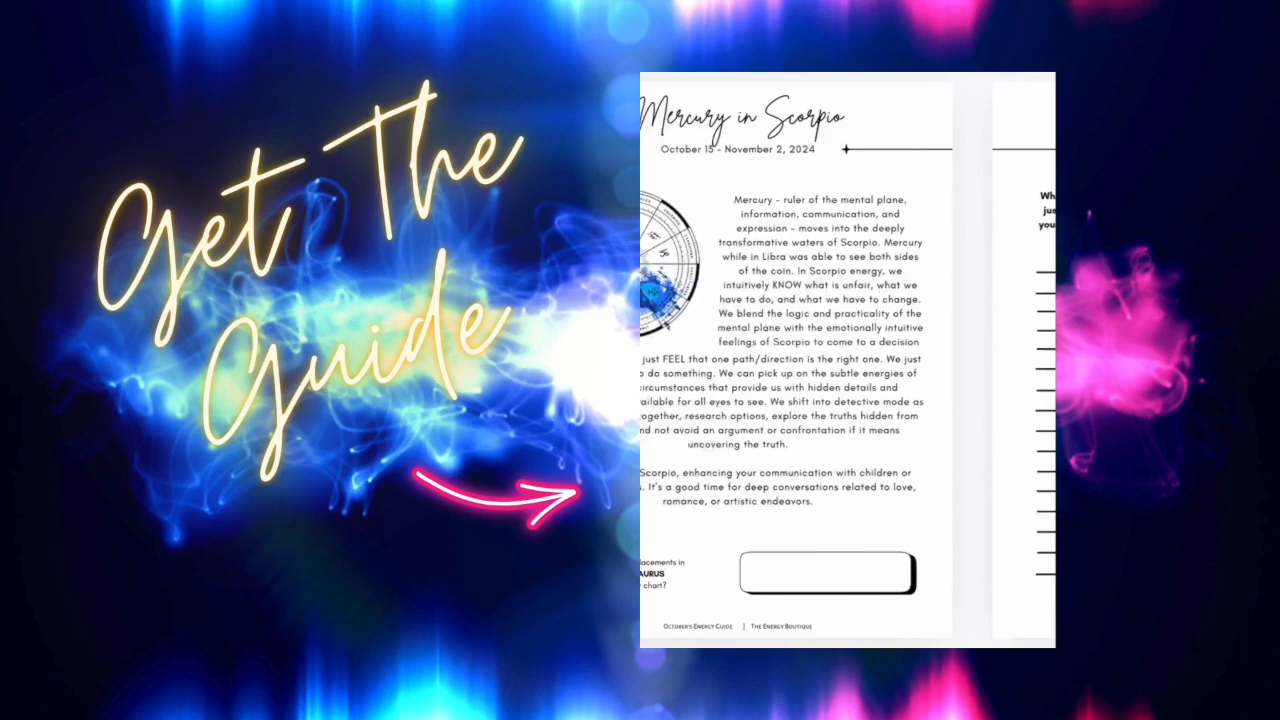 Get The
Guide
Mercury in Scorpio
October 15 - November 2, 2024
Mercury - ruler of the mental plane,
information, communication, and
expression - moves into the deeply
transformative waters of Scorpio. Mercury
while in Libra was able to see both sides
of the coin. In Scorpio energy, we
intuitively KNOW what is unfair, what we
have to do, and what we have to change.
We blend the logic and practicality of the
mental plane with the emotionally intuitive
feelings of Scorpio to come to a decision
just FEEL that one path/direction is the right one. We just
o do something. We can pick up on the subtle energies of
circumstances that provide us with hidden details and
ailable for all eyes to see. We shift into detective mode as
ogether, research options, explore the truths hidden from
nd not avoid an argument or confrontation if it means
uncovering the truth.
Scorpio, enhancing your communication with children or
s. It's a good time for deep conversations related to love,
romance, or artistic endeavors.
lacements in
AURUS
r chart?
October's Energy Guide | The Energy Boutique
Wh
jus
you